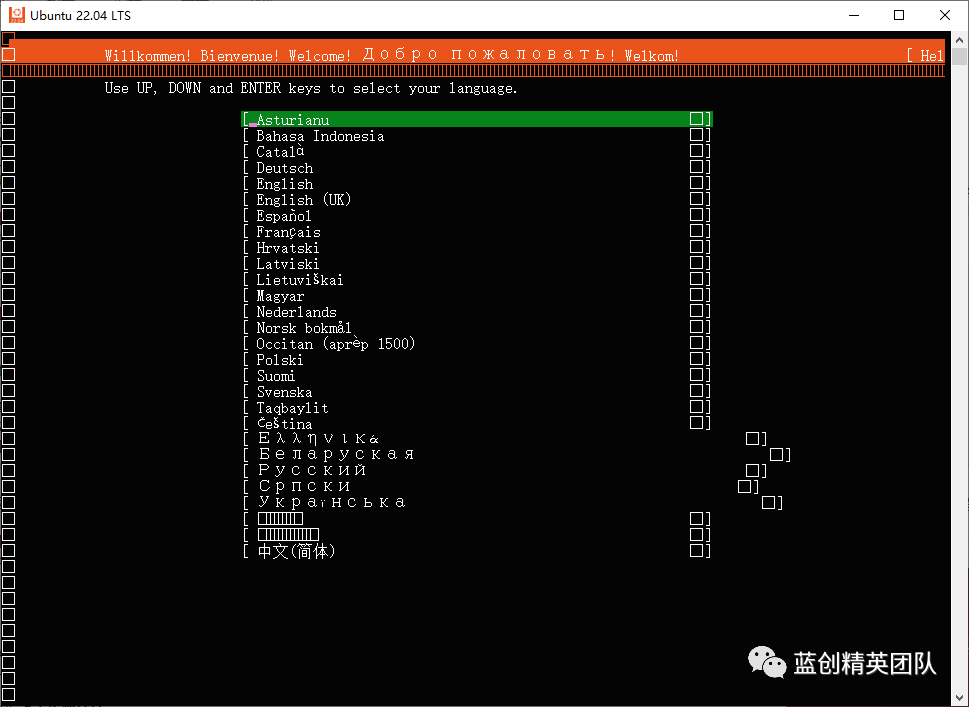 Ubuntu 22.04 LTS
Willkommen! Bienvenue! Welcome! Добро пожаловать! Welkom! [ Hel
Use UP, DOWN and ENTER keys to select your language.
[ Asturianu ]
[ Bahasa Indonesia ]
[ Català ]
[ Deutsch ]
[ English ]
[ English (UK) ]
[ Español ]
[ Français ]
[ Hrvatski ]
[ Latviski ]
[ Lietuviškai ]
[ Magyar ]
[ Nederlands ]
[ Norsk bokmål ]
[ Occitan (aprèp 1500) ]
[ Polski ]
[ Suomi ]
[ Svenska ]
[ Taqbaylit ]
[ Čeština ]
[ Ελληνικά ]
[ Беларуская ]
[ Русский ]
[ Српски ]
[ Українська ]
[ ]
[ ]
[ 中文(简体) ]
蓝创精英团队